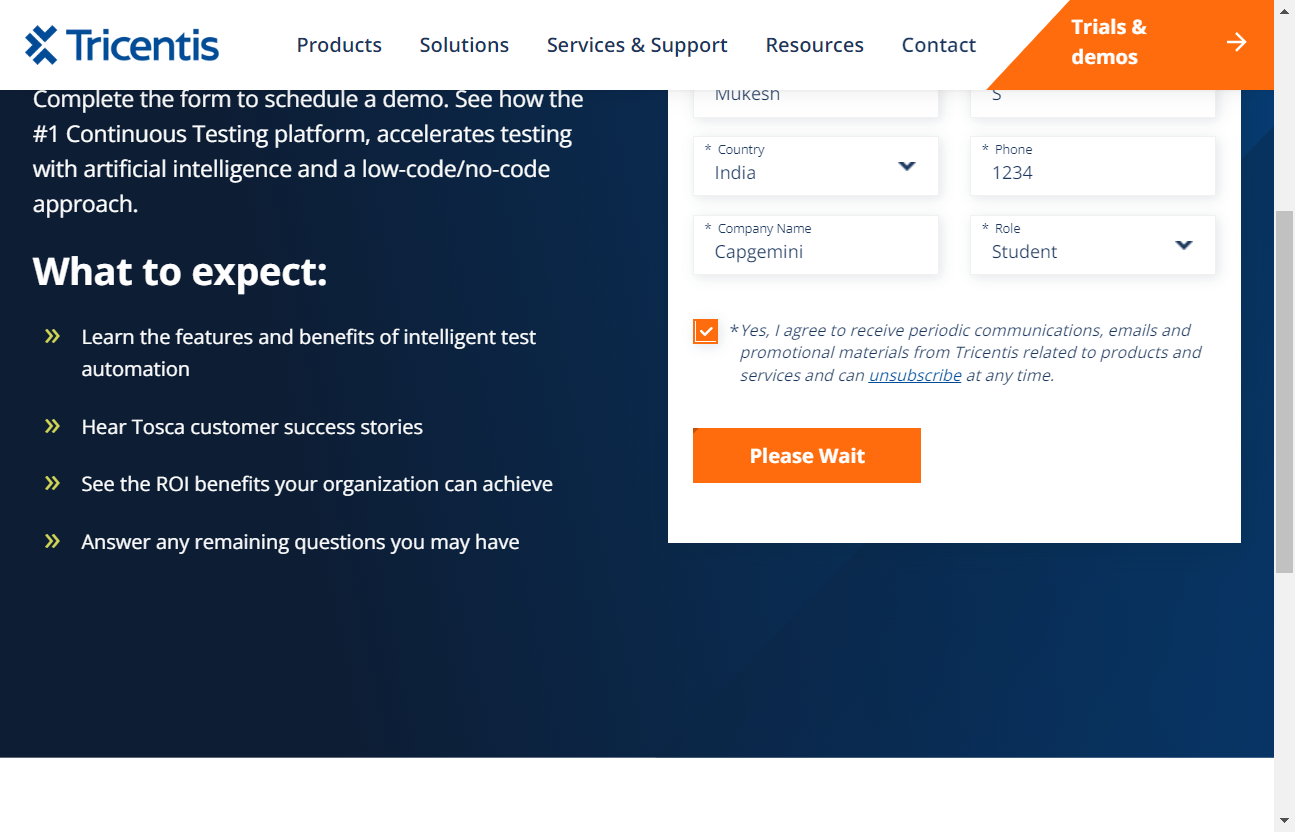 Tricentis
Products
Solutions
Services & Support
Resources
Contact
Trials &
demos
Complete the form to schedule a demo. See how the
#1 Continuous Testing platform, accelerates testing
with artificial intelligence and a low-code/no-code
approach.
What to expect:
Learn the features and benefits of intelligent test
automation
Hear Tosca customer success stories
See the ROI benefits your organization can achieve
Answer any remaining questions you may have
Mukesh
S
* Country
India
* Phone
1234
* Company Name
Capgemini
* Role
Student
*Yes, I agree to receive periodic communications, emails and
promotional materials from Tricentis related to products and
services and can unsubscribe at any time.
Please Wait